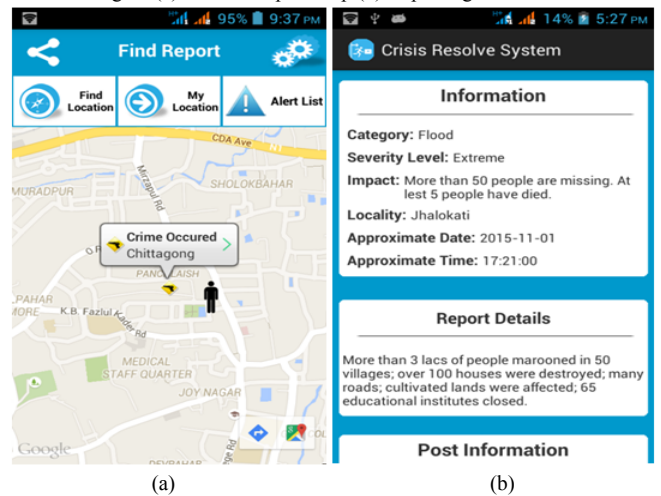 95% 9:37 PM
Find Report
Find Location
My Location
Alert List
CDA Ave
N1
Mirzapul Rd
MURADPUR
SHOLOKBAHAR
Crime Occured
Chittagong
PANCHLAISH
K.B. Fazlul Kader Rd
MEDICAL
STAFF QUARTER
JOY NAGAR
Google
(a)
14% 5:27 PM
Crisis Resolve System
Information
Category: Flood
Severity Level: Extreme
Impact: More than 50 people are missing. At
lest 5 people have died.
Locality: Jhalokati
Approximate Date: 2015-11-01
Approximate Time: 17:21:00
Report Details
More than 3 lacs of people marooned in 50
villages; over 100 houses were destroyed; many
roads; cultivated lands were affected; 65
educational institutes closed.
Post Information
(b)